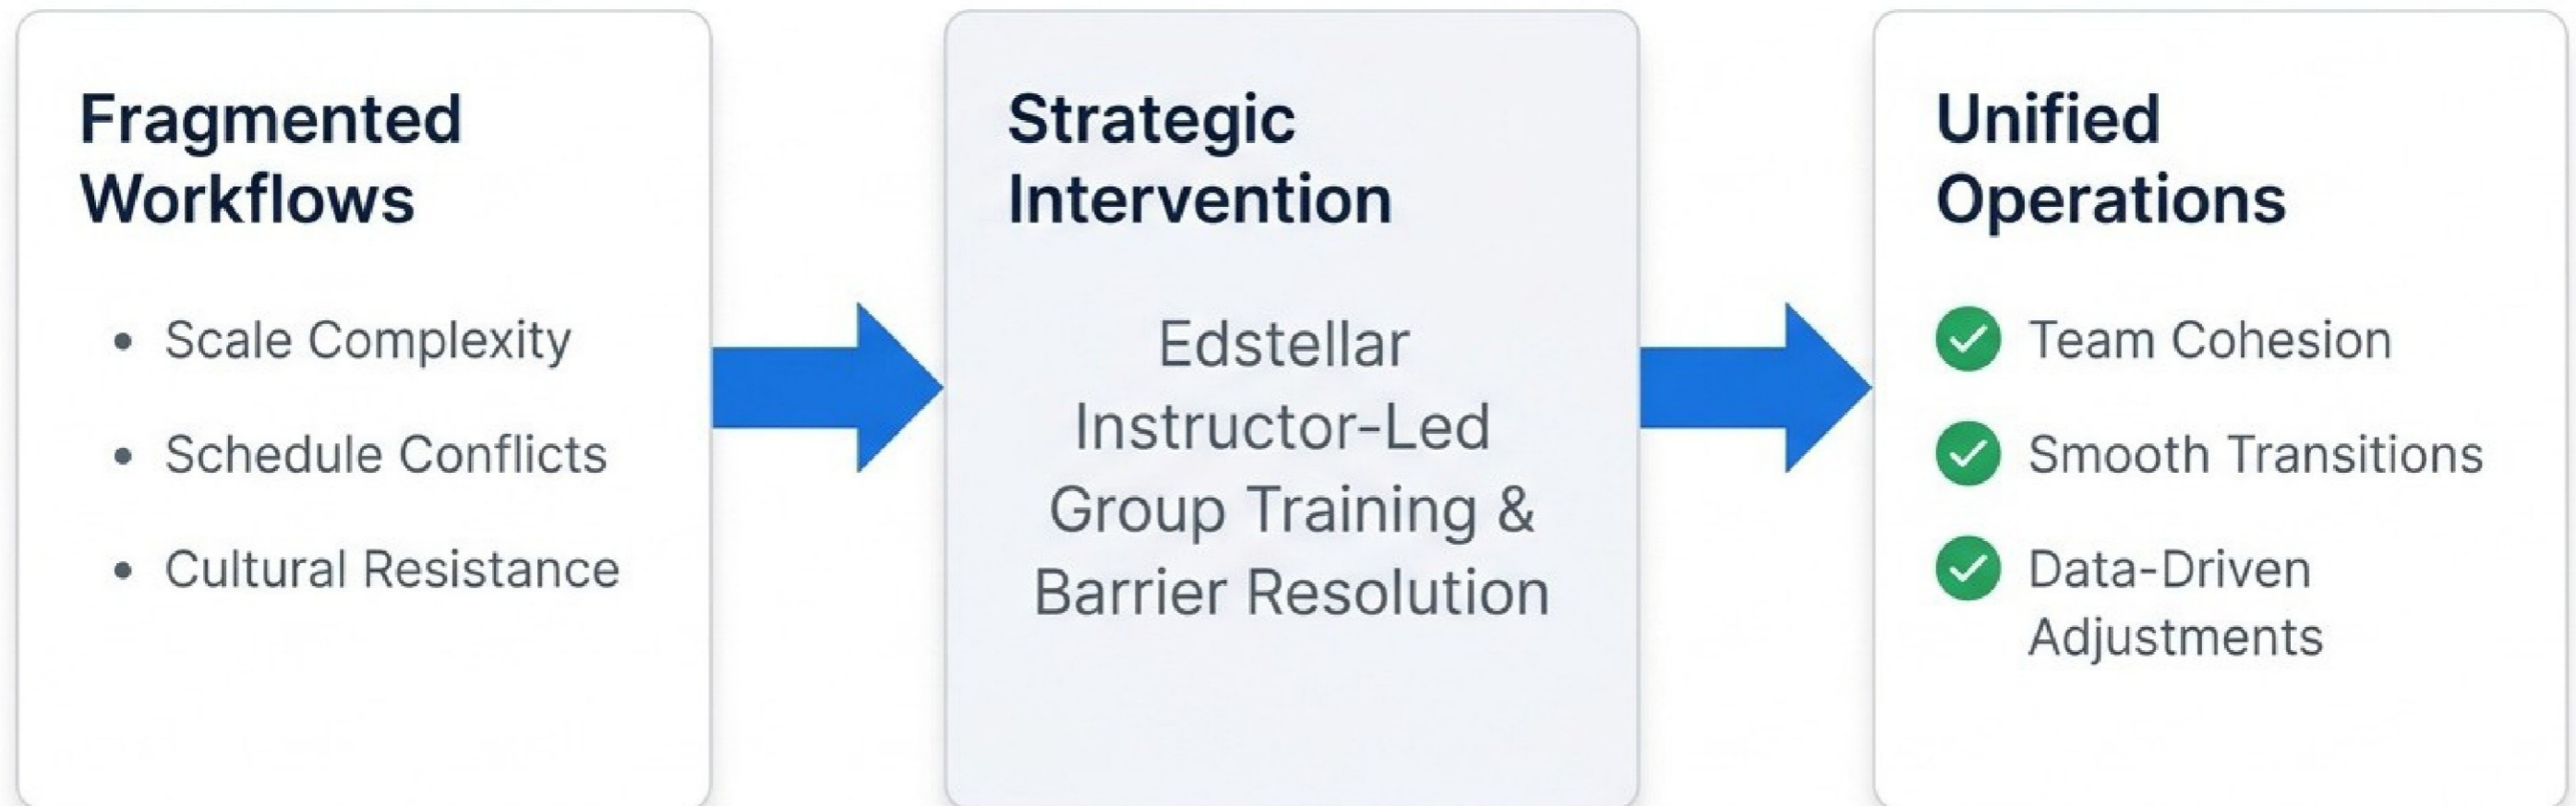 Fragmented
Workflows
• Scale Complexity
• Schedule Conflicts
• Cultural Resistance
Strategic
Intervention
Edstellar
Instructor-Led
Group Training &
Barrier Resolution
Unified
Operations
Team Cohesion
Smooth Transitions
Data-Driven
Adjustments